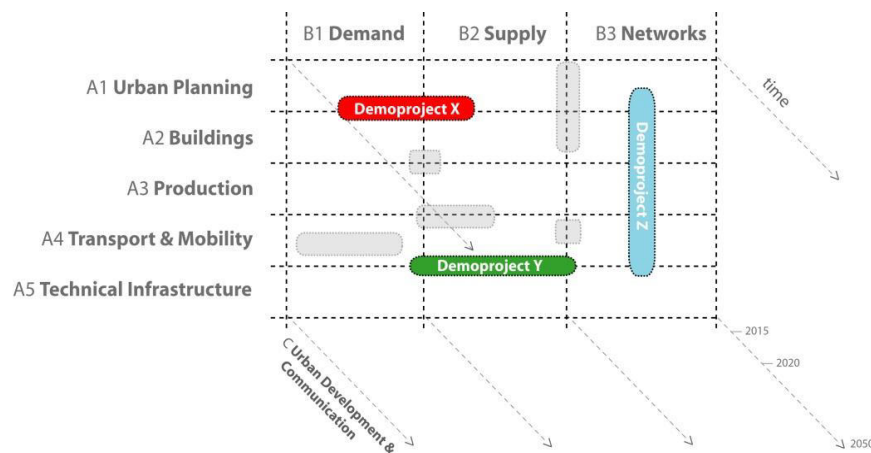 B1 Demand
B2 Supply
B3 Networks
time
A1 Urban Planning
Demoproject X
A2 Buildings
Demoproject Z
A3 Production
A4 Transport & Mobility
Demoproject Y
A5 Technical Infrastructure
2015
C Urban Development &
Communication
2020
2050